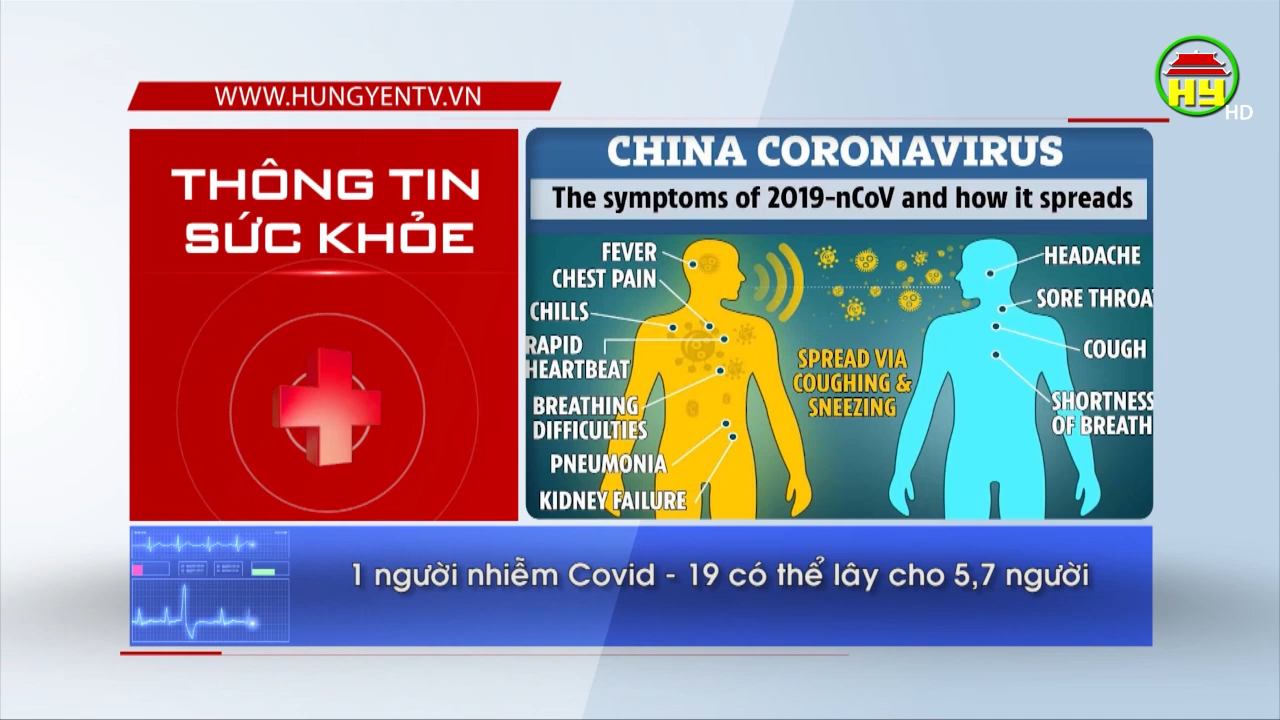 WWW.HUNGYENTV.VN
HY
HD
THÔNG TIN
SỨC KHỎE
CHINA CORONAVIRUS
The symptoms of 2019-nCoV and how it spreads
FEVER
CHEST PAIN
CHILLS
RAPID
HEARTBEAT
BREATHING
DIFFICULTIES
PNEUMONIA
KIDNEY FAILURE
SPREAD VIA
COUGHING &
SNEEZING
HEADACHE
SORE THROA
COUGH
SHORTNESS
OF BREATH
1 người nhiễm Covid - 19 có thể lây cho 5,7 người